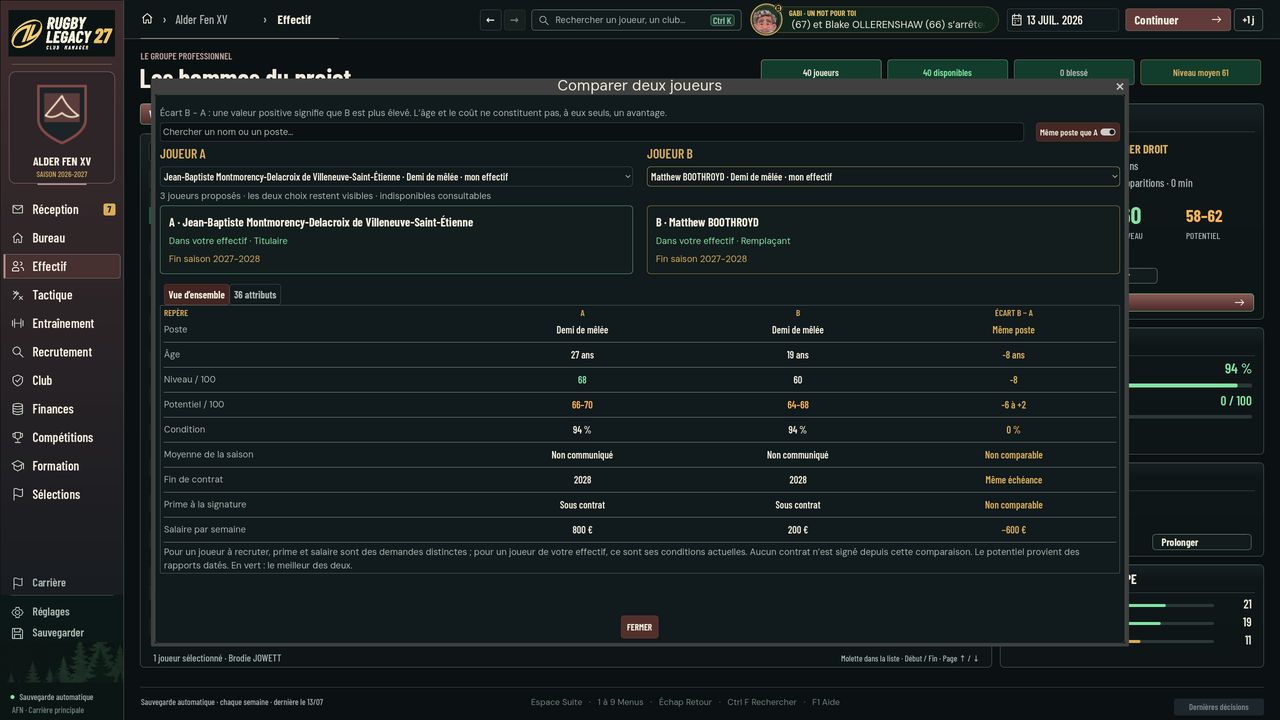 RUGBY
LEGACY 27
CLUB MANAGER
ALDER FEN XV
SAISON 2026-2027
Réception
7
Bureau
Effectif
Tactique
Entraînement
Recrutement
Club
Finances
Compétitions
Formation
Sélections
Carrière
Réglages
Sauvegarder
Sauvegarde automatique
AFN · Carrière principale
› Alder Fen XV › Effectif
← →
Rechercher un joueur, un club… Ctrl K
GABI · UN MOT POUR TOI
(67) et Blake OLLERENSHAW (66) s'arrête
13 JUIL. 2026
Continuer →
+1 j
LE GROUPE PROFESSIONNEL
Les hommes du projet
40 joueurs
40 disponibles
0 blessé
Niveau moyen 61
Comparer deux joueurs
×
Écart B − A : une valeur positive signifie que B est plus élevé. L'âge et le coût ne constituent pas, à eux seuls, un avantage.
Chercher un nom ou un poste…
Même poste que A
JOUEUR A
JOUEUR B
Jean-Baptiste Montmorency-Delacroix de Villeneuve-Saint-Étienne · Demi de mêlée · mon effectif
Matthew BOOTHROYD · Demi de mêlée · mon effectif
3 joueurs proposés · les deux choix restent visibles · indisponibles consultables
A · Jean-Baptiste Montmorency-Delacroix de Villeneuve-Saint-Étienne
Dans votre effectif · Titulaire
Fin saison 2027-2028
B · Matthew BOOTHROYD
Dans votre effectif · Remplaçant
Fin saison 2027-2028
Vue d'ensemble
36 attributs
REPÈRE A B ÉCART B − A
Poste Demi de mêlée Demi de mêlée Même poste
Âge 27 ans 19 ans -8 ans
Niveau / 100 68 60 -8
Potentiel / 100 66-70 64-68 -6 à +2
Condition 94 % 94 % 0 %
Moyenne de la saison Non communiqué Non communiqué Non comparable
Fin de contrat 2028 2028 Même échéance
Prime à la signature Sous contrat Sous contrat Non comparable
Salaire par semaine 800 € 200 € −600 €
Pour un joueur à recruter, prime et salaire sont des demandes distinctes ; pour un joueur de votre effectif, ce sont ses conditions actuelles. Aucun contrat n'est signé depuis cette comparaison. Le potentiel provient des
rapports datés. En vert : le meilleur des deux.
FERMER
ER DROIT
ns
paritions · 0 min
58–62
EAU
POTENTIEL
→
94 %
0 / 100
Prolonger
PE
21
19
11
1 joueur sélectionné · Brodie JOWETT
Molette dans la liste · Début / Fin · Page ↑ / ↓
Sauvegarde automatique · chaque semaine · dernière le 13/07
Espace Suite · 1 à 9 Menus · Échap Retour · Ctrl F Rechercher · F1 Aide
Dernières décisions